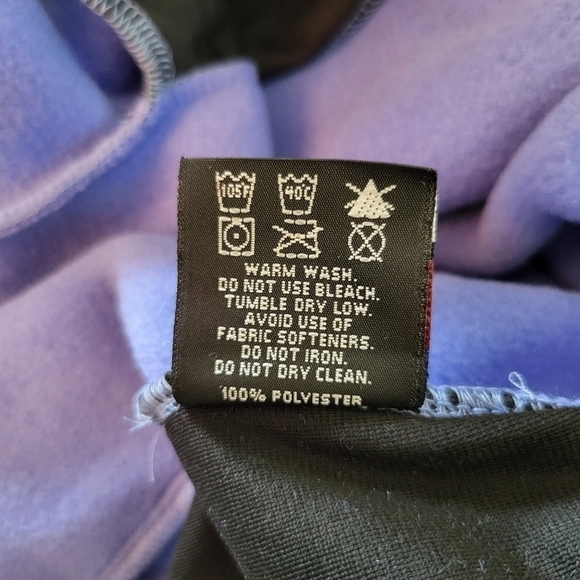 105F 40C
WARM WASH.
DO NOT USE BLEACH.
TUMBLE DRY LOW.
AVOID USE OF
FABRIC SOFTENERS.
DO NOT IRON.
DO NOT DRY CLEAN.
100% POLYESTER